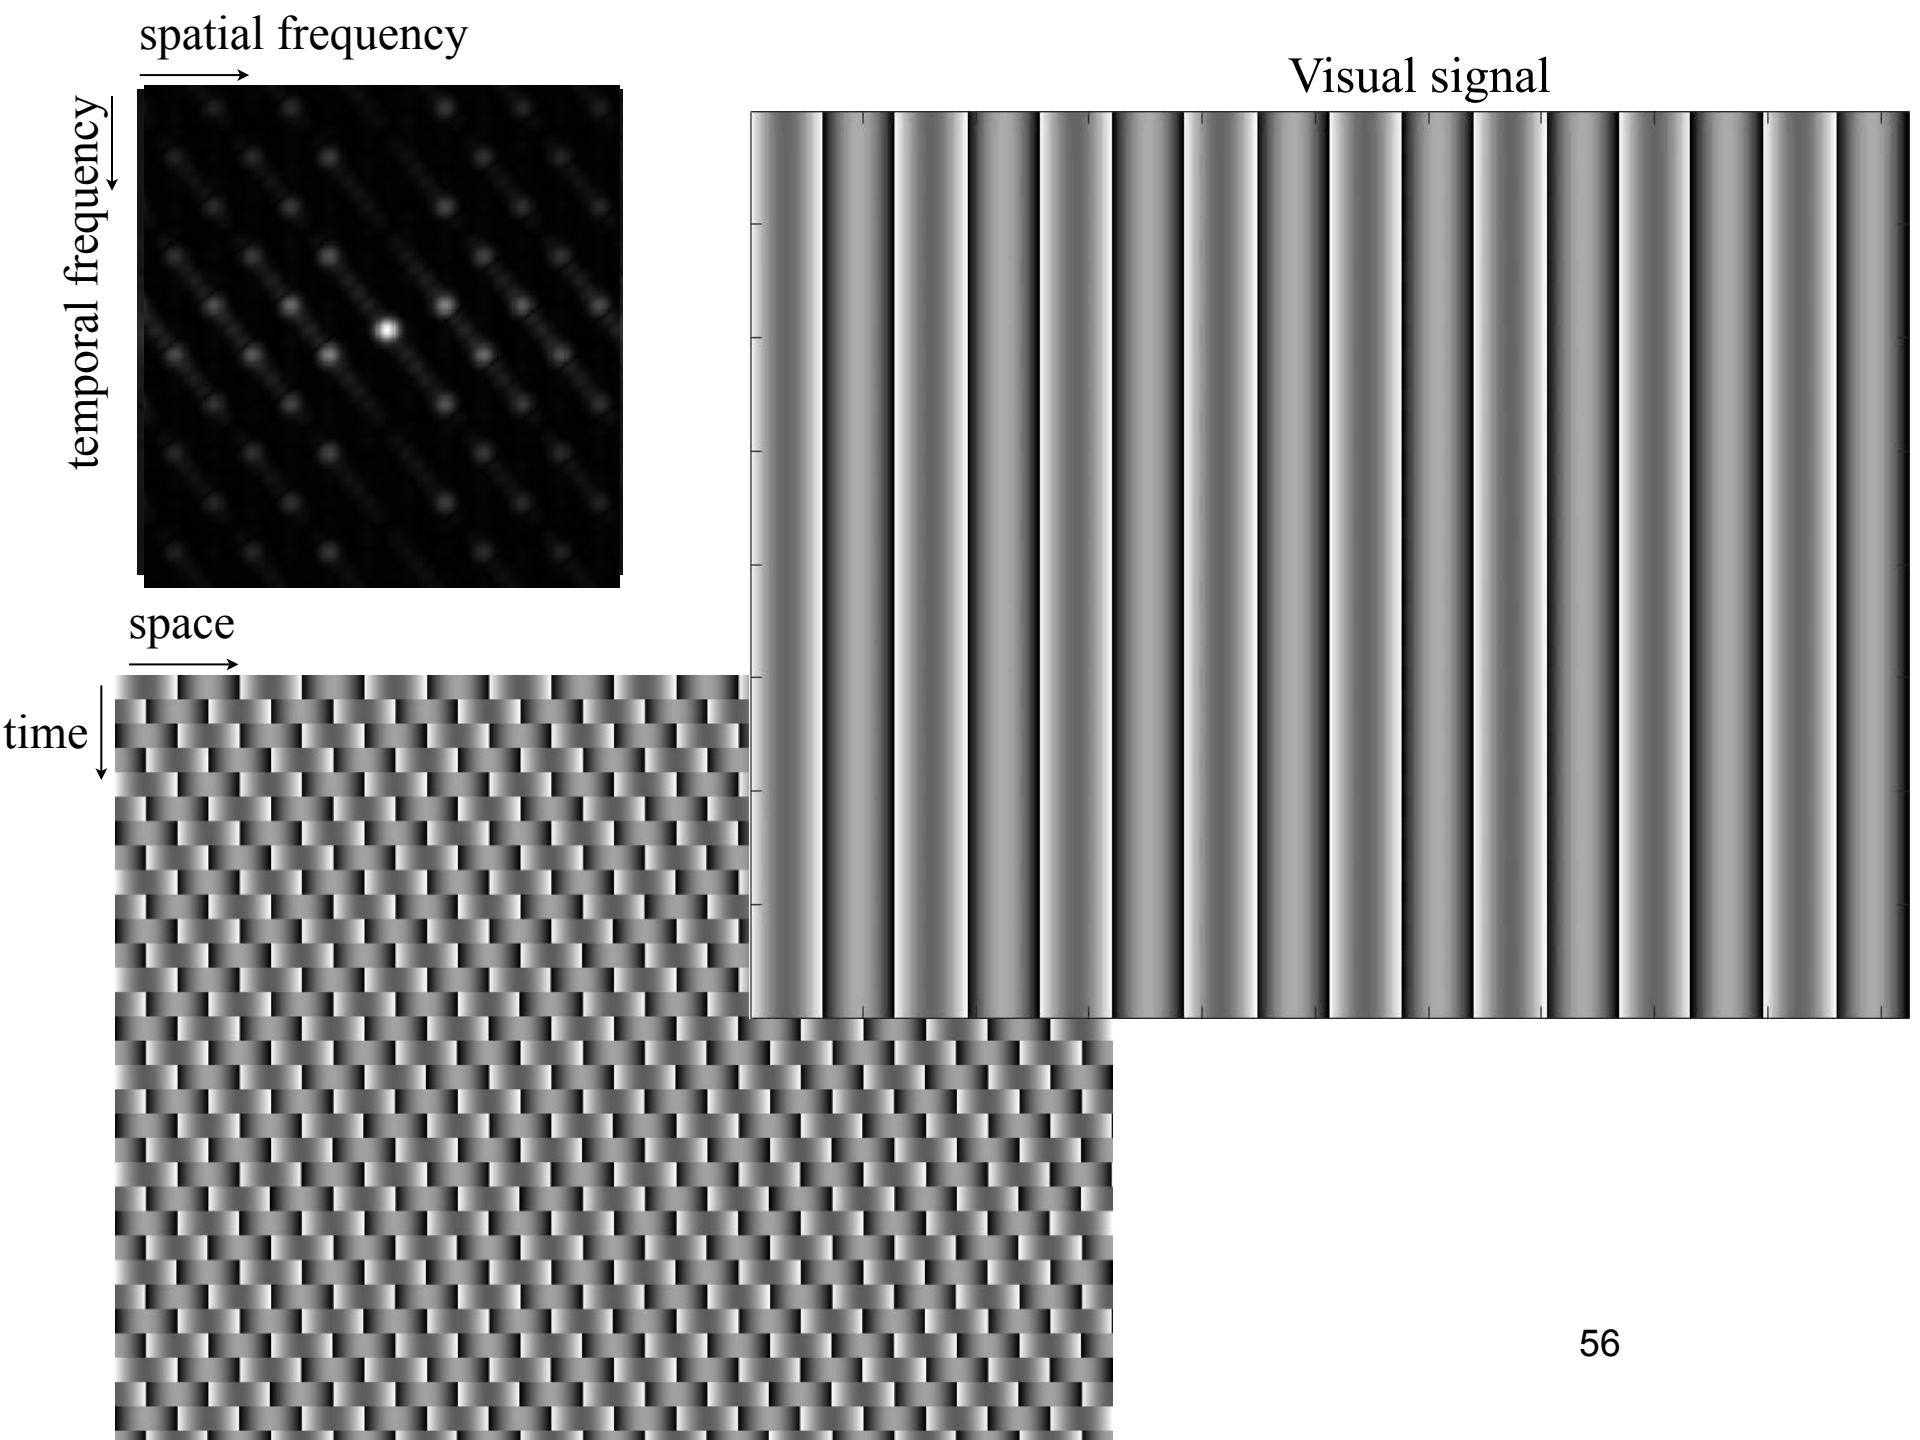 spatial frequency
temporal frequency
Visual signal
space
time
56